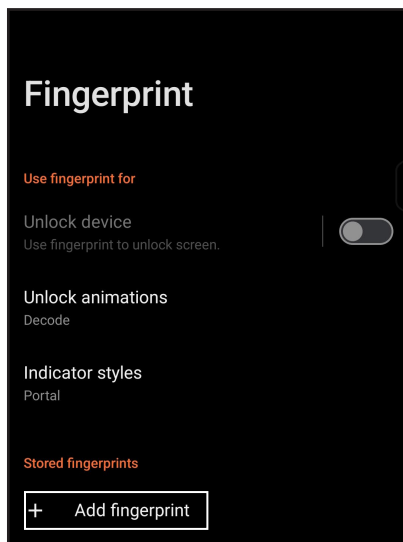 Fingerprint
Use fingerprint for
Unlock device
Use fingerprint to unlock screen.
Unlock animations
Decode
Indicator styles
Portal
Stored fingerprints
+ Add fingerprint